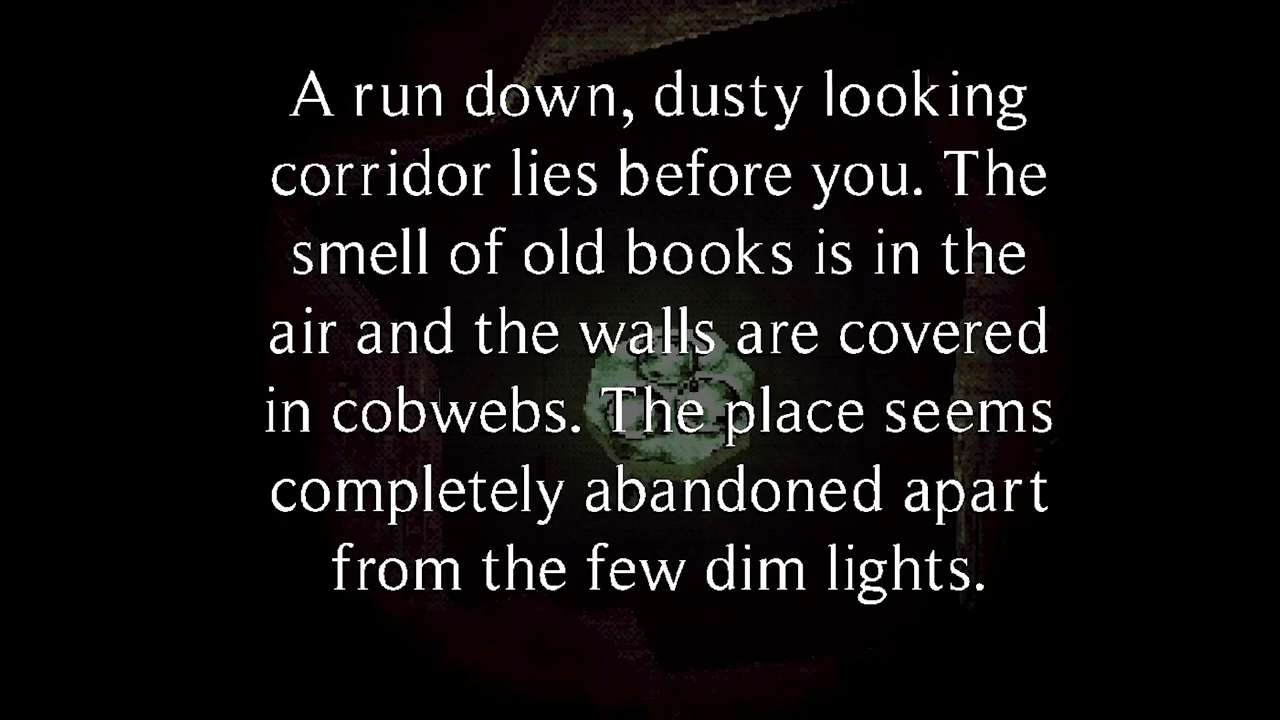 A run down, dusty looking
corridor lies before you. The
smell of old books is in the
air and the walls are covered
in cobwebs. The place seems
completely abandoned apart
from the few dim lights.